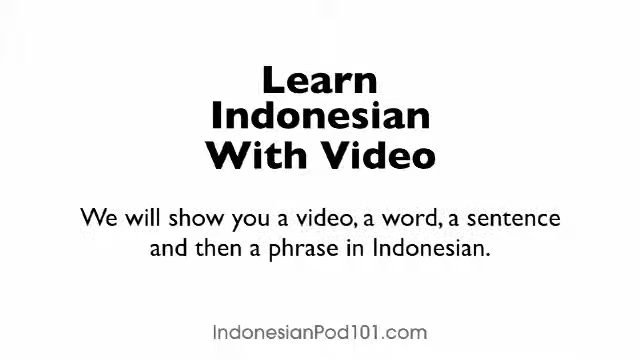 Learn
Indonesian
With Video
We will show you a video, a word, a sentence
and then a phrase in Indonesian.
IndonesianPod101.com